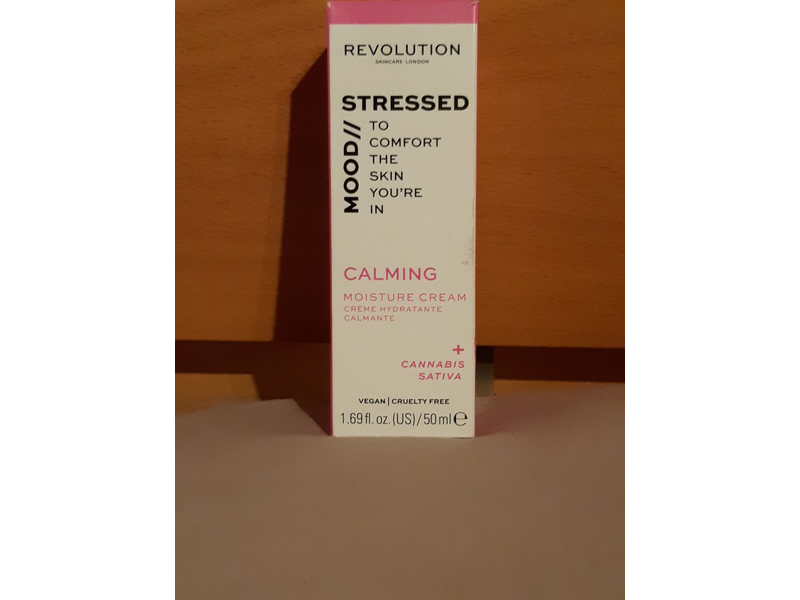 REVOLUTION
SKINCARE LONDON
STRESSED
MOOD//
TO
COMFORT
THE
SKIN
YOU'RE
IN
CALMING
MOISTURE CREAM
CRÈME HYDRATANTE
CALMANTE
+
CANNABIS
SATIVA
VEGAN | CRUELTY FREE
1.69 fl. oz. (US) / 50 ml ℮